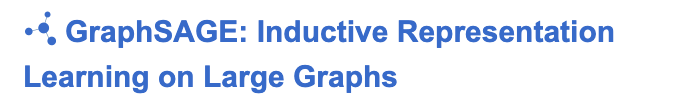 GraphSAGE: Inductive Representation
Learning on Large Graphs